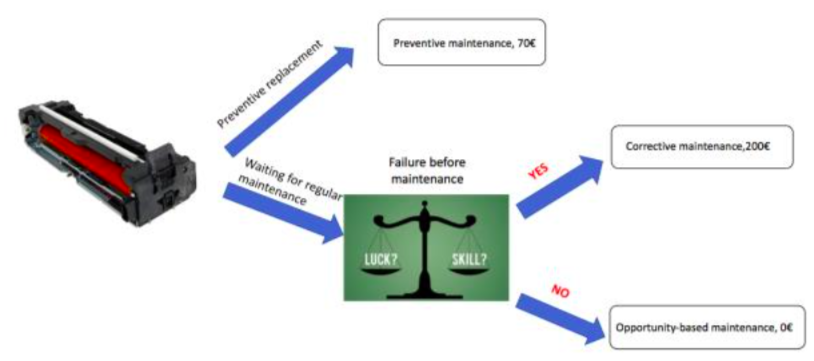 Preventive maintenance, 70€
Preventive replacement
Waiting for regular
maintenance
Failure before
maintenance
LUCK?
SKILL?
YES
Corrective maintenance,200€
NO
Opportunity-based maintenance, 0€